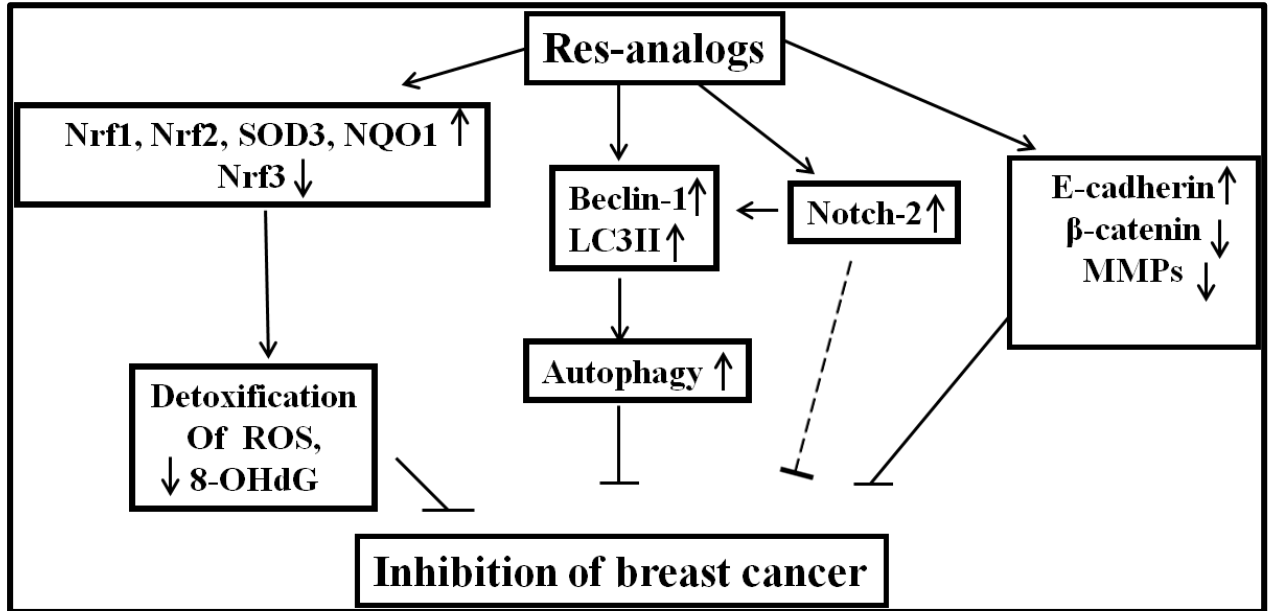 Res-analogs
Nrf1, Nrf2, SOD3, NQO1 ↑
Nrf3 ↓
Beclin-1 ↑
LC3II ↑
Notch-2 ↑
E-cadherin ↑
β-catenin ↓
MMPs ↓
Autophagy ↑
Detoxification
Of ROS,
↓ 8-OHdG
Inhibition of breast cancer